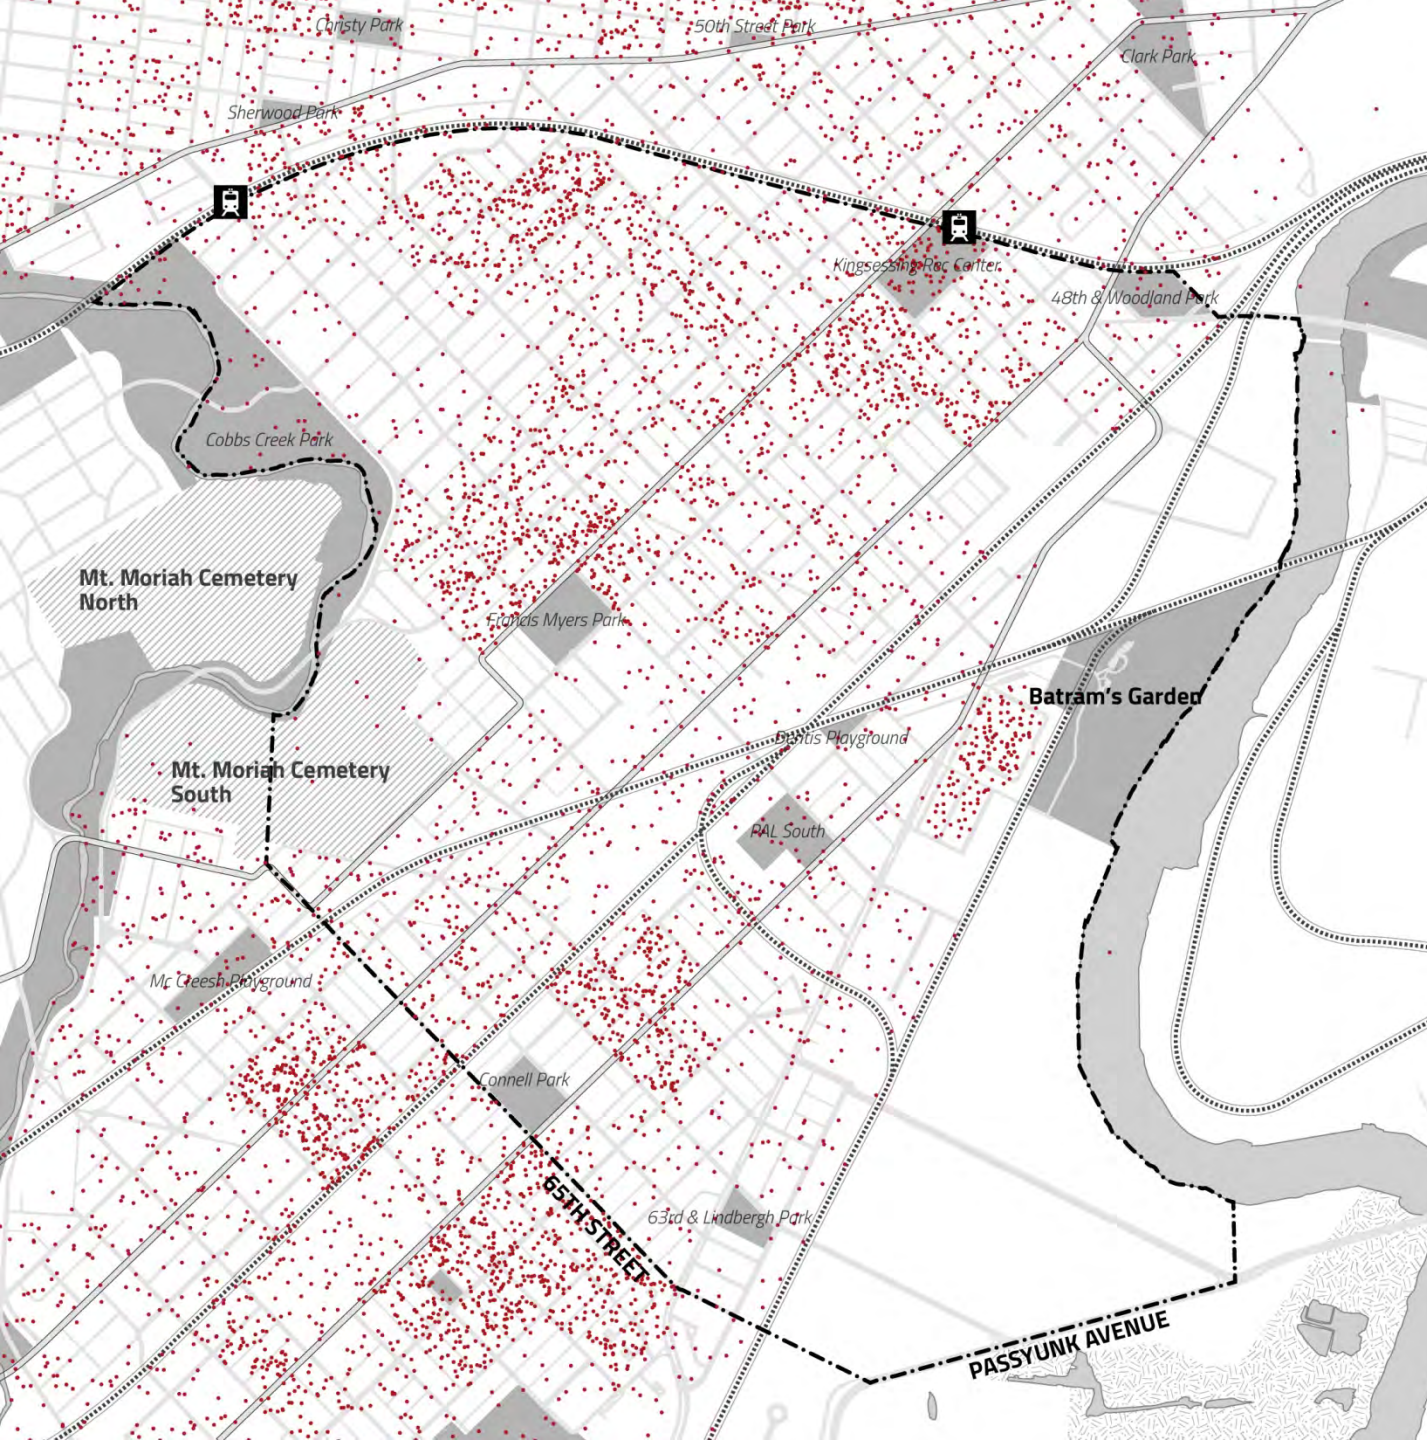 Christy Park
50th Street Park
Clark Park
Sherwood Park
Kingsessing Rec Center
48th & Woodland Park
Cobbs Creek Park
Mt. Moriah Cemetery
North
Francis Myers Park
Batram's Garden
Dentis Playground
Mt. Moriah Cemetery
South
PAL South
Mc Creesh Playground
Connell Park
65TH STREET
63rd & Lindbergh Park
PASSYUNK AVENUE